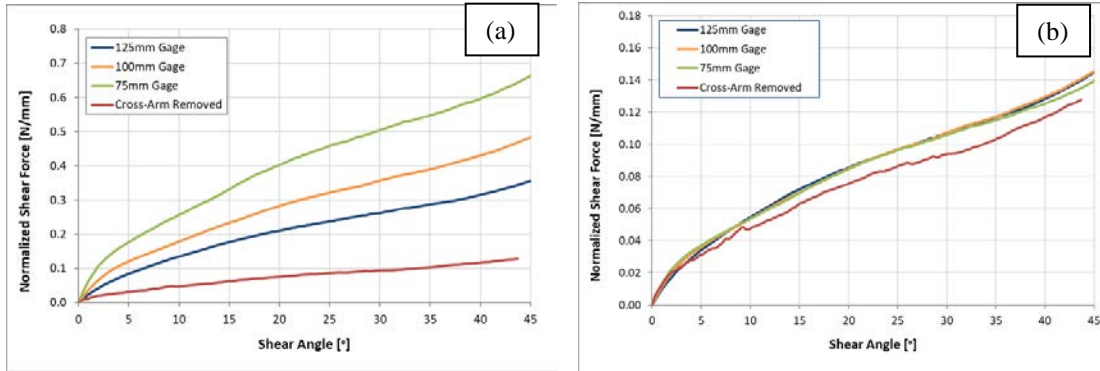 (a)
Normalized Shear Force [N/mm]
0.8
0.7
0.6
0.5
0.4
0.3
0.2
0.1
0.0
125mm Gage
100mm Gage
75mm Gage
Cross-Arm Removed
0 5 10 15 20 25 30 35 40 45
Shear Angle [°]
(b)
Normalized Shear Force [N/mm]
0.18
0.16
0.14
0.12
0.10
0.08
0.06
0.04
0.02
0.00
125mm Gage
100mm Gage
75mm Gage
Cross-Arm Removed
0 5 10 15 20 25 30 35 40 45
Shear Angle [°]